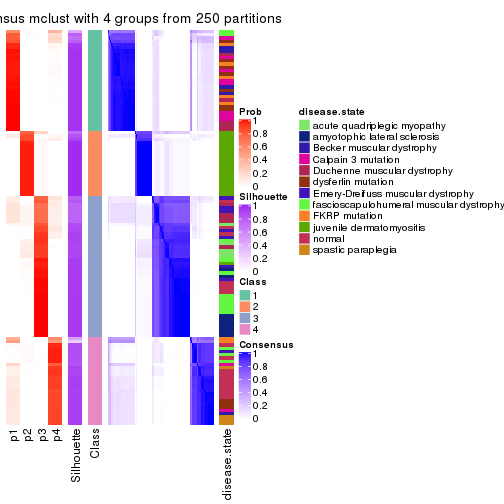 nsus mclust with 4 groups from 250 partitions
Prob
1
0.8
0.6
0.4
0.2
0
Silhouette
1
0.8
0.6
0.4
0.2
0
Class
1
2
3
4
Consensus
1
0.8
0.6
0.4
0.2
0
disease.state
acute quadriplegic myopathy
amyotophic lateral sclerosis
Becker muscular dystrophy
Calpain 3 mutation
Duchenne muscular dystrophy
dysferlin mutation
Emery-Dreifuss muscular dystrophy
fascioscapulohumeral muscular dystrophy
FKRP mutation
juvenile dermatomyositis
normal
spastic paraplegia
p1
p2
p3
p4
Silhouette
Class
disease.state